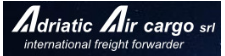 Adriatic Air cargo srl
international freight forwarder